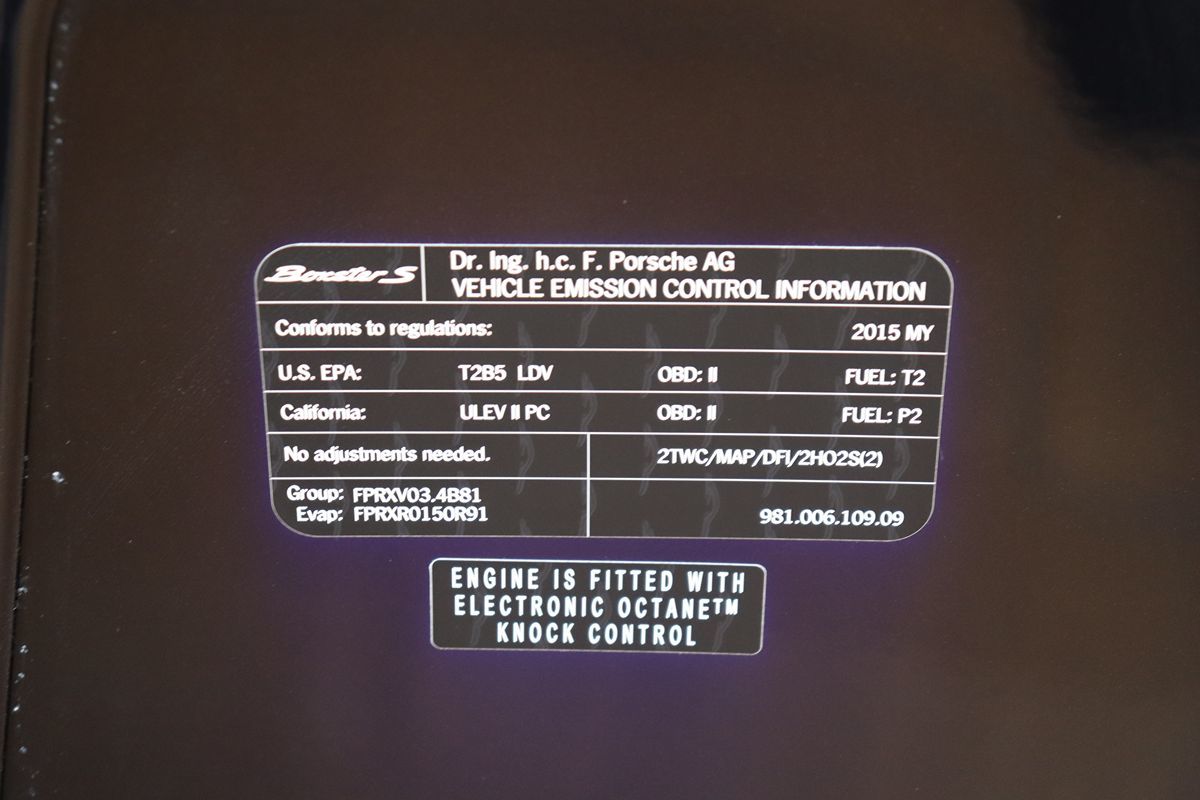 Boxster S
Dr. Ing. h.c. F. Porsche AG
VEHICLE EMISSION CONTROL INFORMATION
Conforms to regulations: 2015 MY
U.S. EPA: T2B5 LDV OBD: II FUEL: T2
California: ULEV II PC OBD: II FUEL: P2
No adjustments needed. 2TWC/MAP/DFI/2HO2S(2)
Group: FPRXV03.4B81
Evap: FPRXR0150R91
981.006.109.09
ENGINE IS FITTED WITH
ELECTRONIC OCTANE™
KNOCK CONTROL